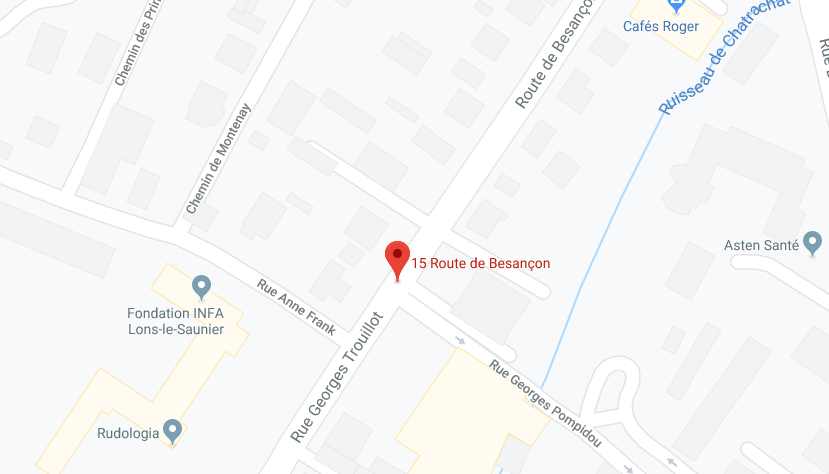 Chemin des Prin
Route de Besançon
Cafés Roger
Ruisseau de Chatrachat
Chemin de Montenay
Asten Santé
15 Route de Besançon
Rue Anne Frank
Fondation INFA
Lons-le-Saunier
Rue Georges Trouillot
Rue Georges Pompidou
Rudologia